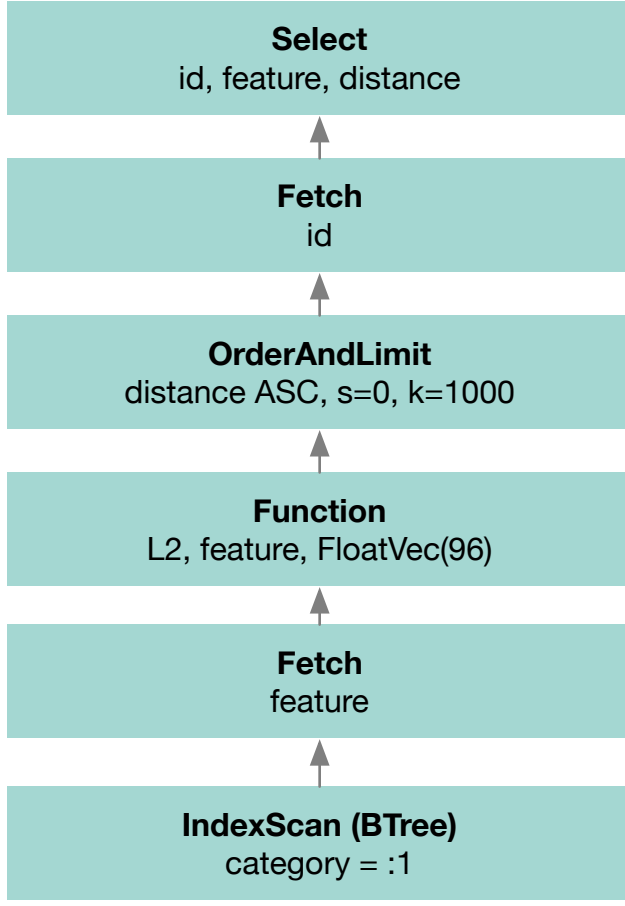 Select
id, feature, distance
Fetch
id
OrderAndLimit
distance ASC, s=0, k=1000
Function
L2, feature, FloatVec(96)
Fetch
feature
IndexScan (BTree)
category = :1